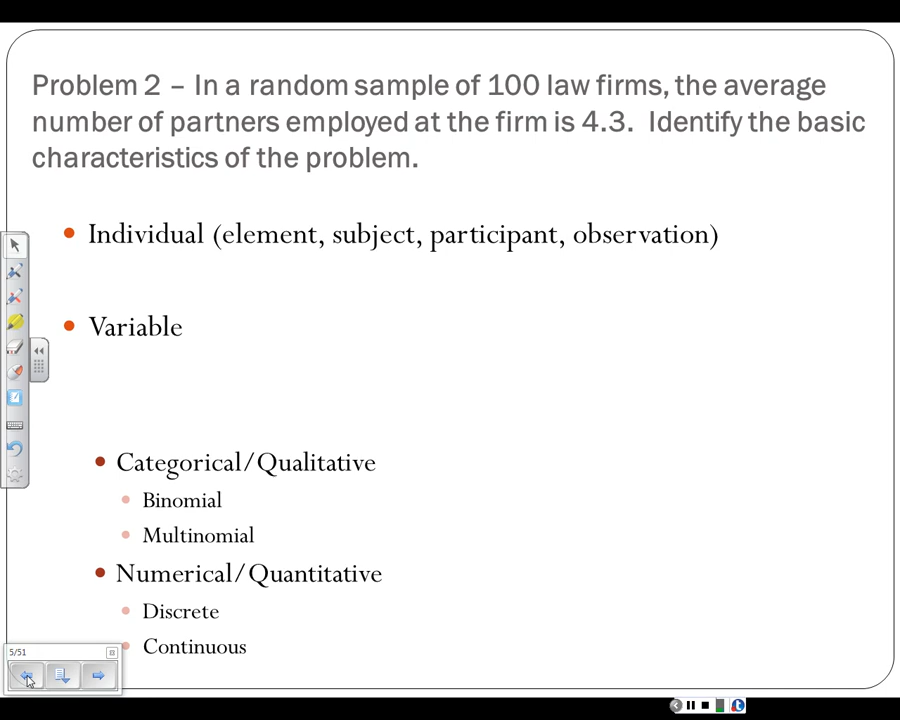 Problem 2 – In a random sample of 100 law firms, the average
number of partners employed at the firm is 4.3.  Identify the basic
characteristics of the problem.
Individual (element, subject, participant, observation)
Variable
Categorical/Qualitative
Binomial
Multinomial
Numerical/Quantitative
Discrete
Continuous
5/51